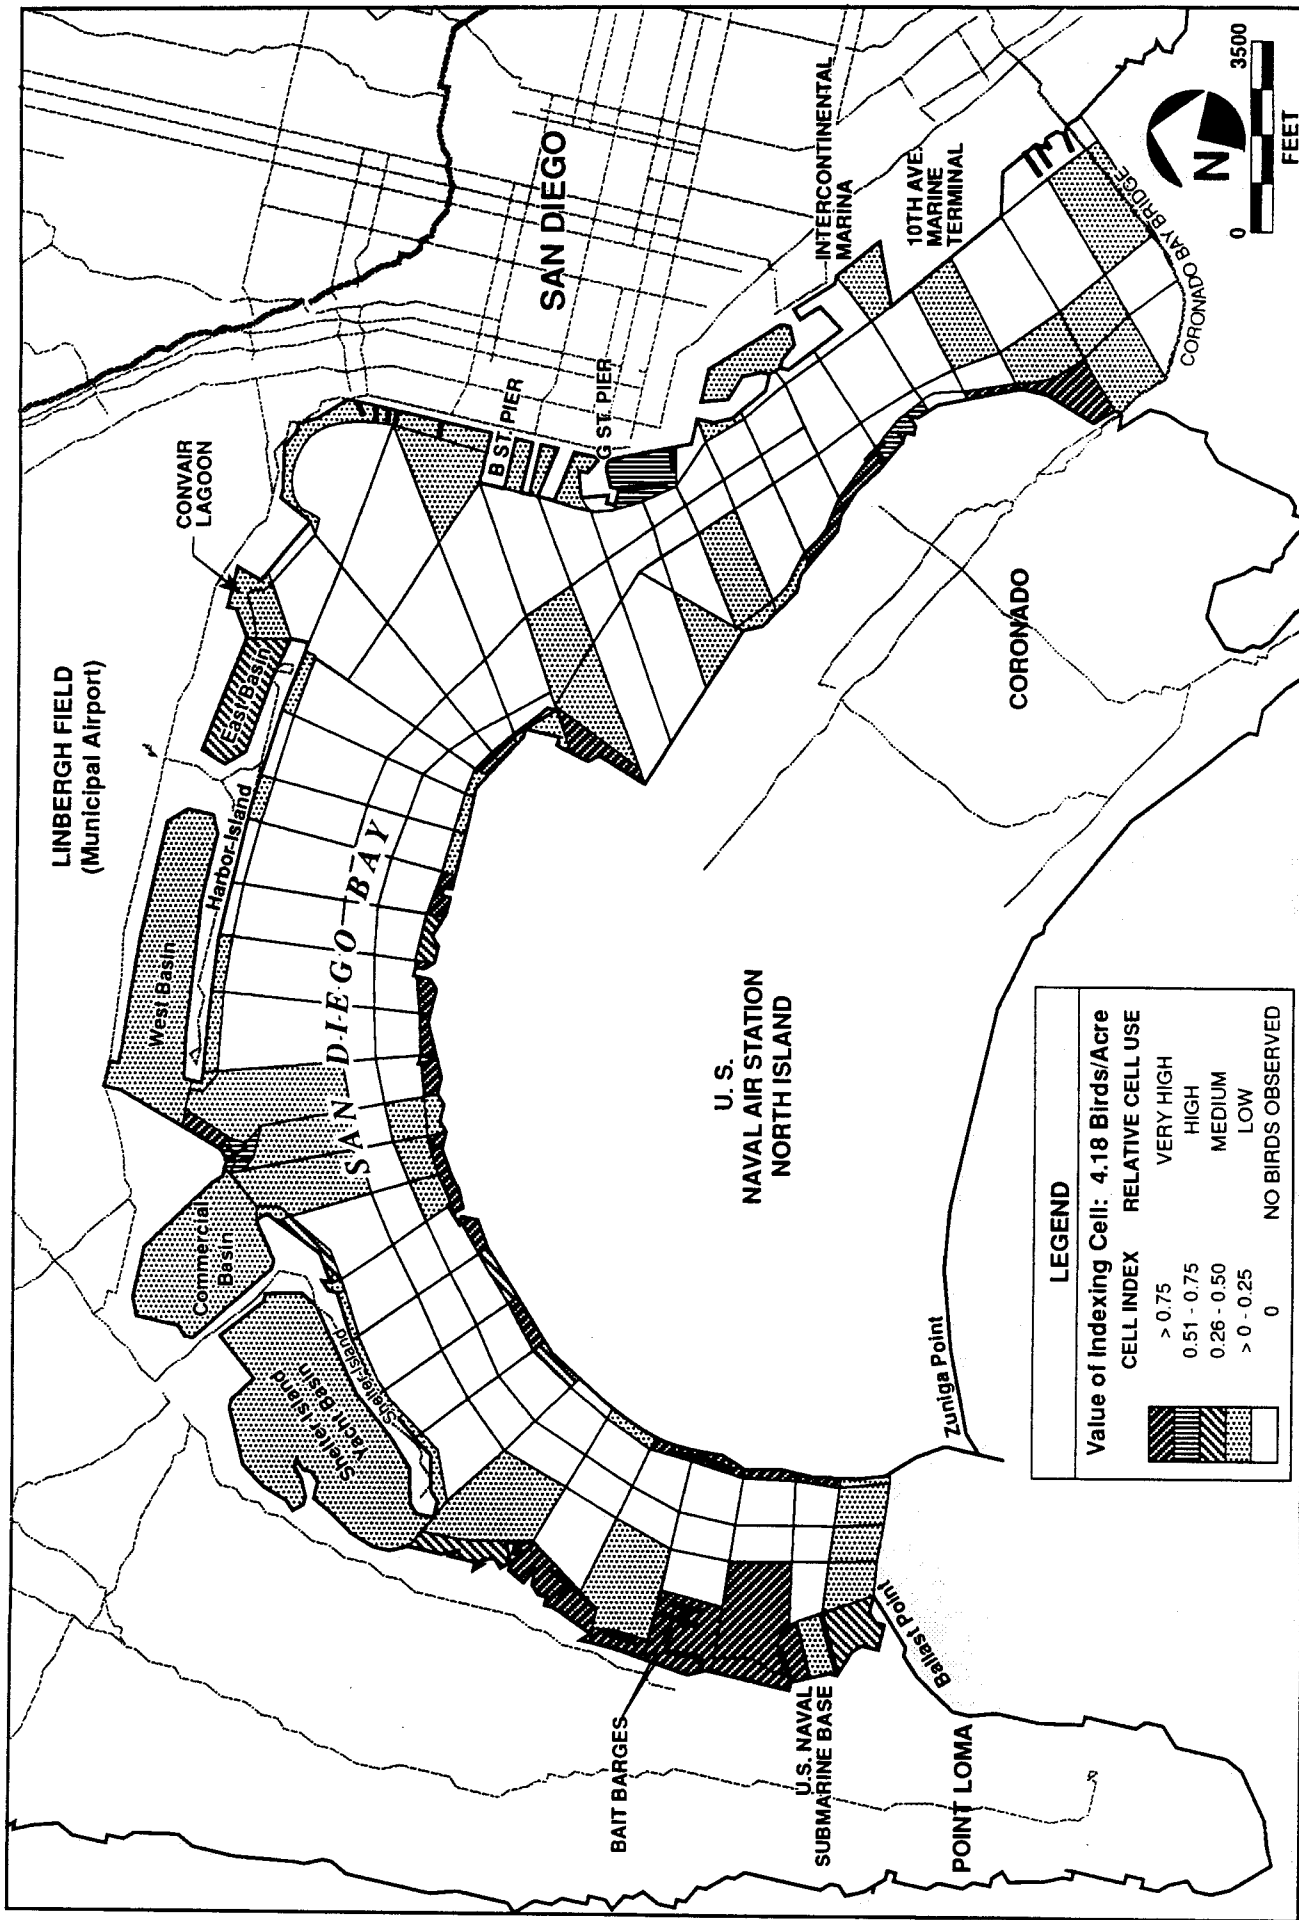 LINBERGH FIELD
(Municipal Airport)
CONVAIR
LAGOON
SAN DIEGO
B ST. PIER
G ST. PIER
INTERCONTINENTAL
MARINA
10TH AVE.
MARINE
TERMINAL
CORONADO BAY BRIDGE
N
0
3500
FEET
East Basin
Harbor Island
West Basin
Commercial
Basin
Shelter Island
Yacht Basin
Shelter Island
SAN DIEGO BAY
CORONADO
U. S.
NAVAL AIR STATION
NORTH ISLAND
Zuniga Point
Ballast Point
BAIT BARGES
U.S. NAVAL
SUBMARINE BASE
POINT LOMA
LEGEND
Value of Indexing Cell: 4.18 Birds/Acre
CELL INDEX RELATIVE CELL USE
> 0.75 VERY HIGH
0.51 - 0.75 HIGH
0.26 - 0.50 MEDIUM
> 0 - 0.25 LOW
0 NO BIRDS OBSERVED